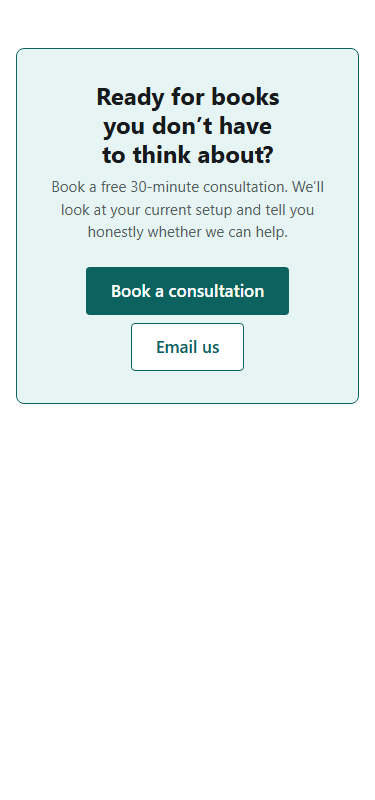 Ready for books
you don’t have
to think about?
Book a free 30-minute consultation. We’ll
look at your current setup and tell you
honestly whether we can help.
Book a consultation
Email us